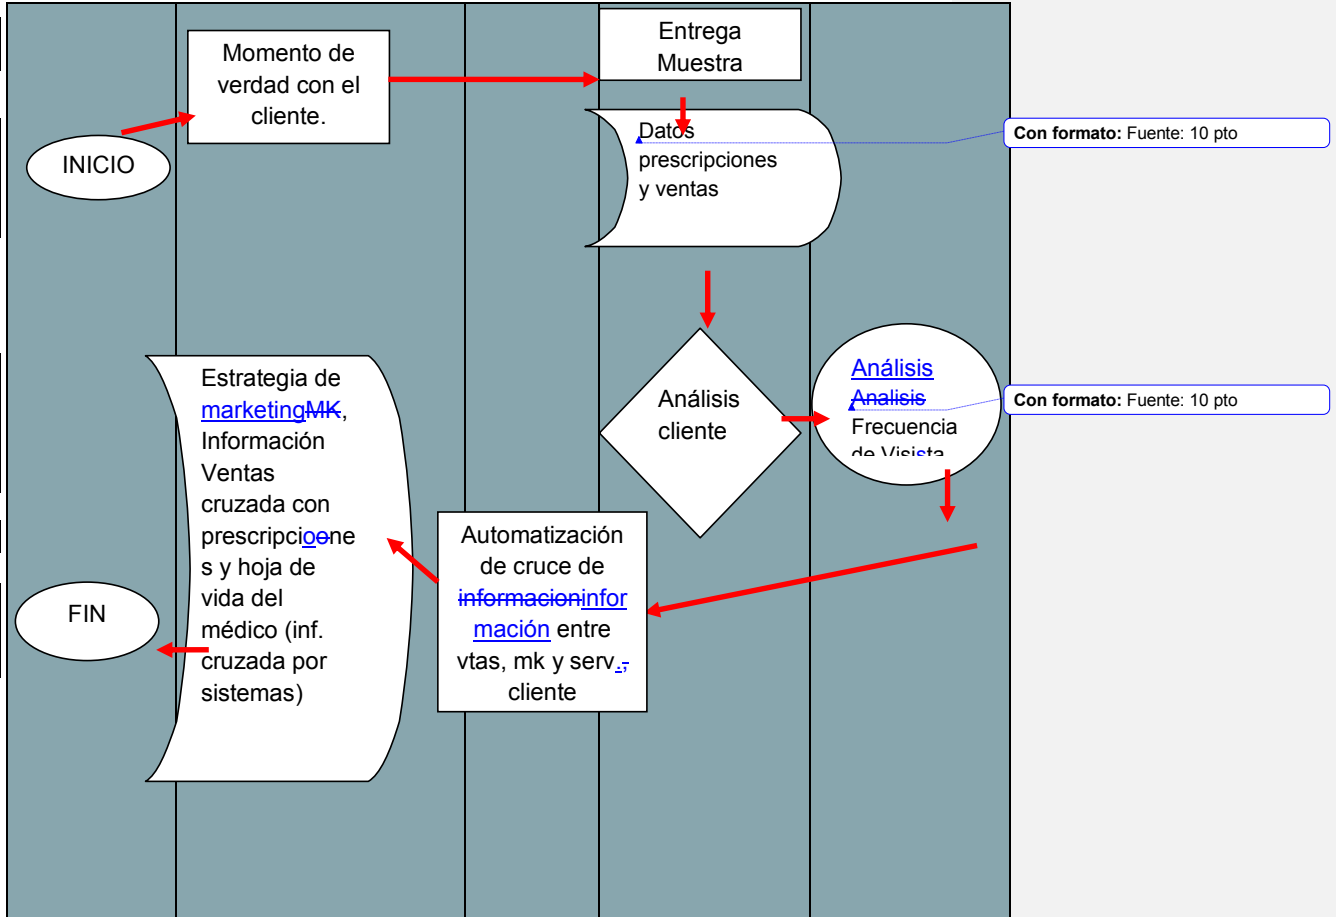 INICIO
Momento de
verdad con el
cliente.
Entrega
Muestra
Datos
prescripciones
y ventas
Con formato: Fuente: 10 pto
Análisis
cliente
Análisis
Analisis
Frecuencia
de Visista
Con formato: Fuente: 10 pto
Automatización
de cruce de
informacioninfor
mación entre
vtas, mk y serv.,
cliente
Estrategia de
marketingMK,
Información
Ventas
cruzada con
prescripcioone
s y hoja de
vida del
médico (inf.
cruzada por
sistemas)
FIN